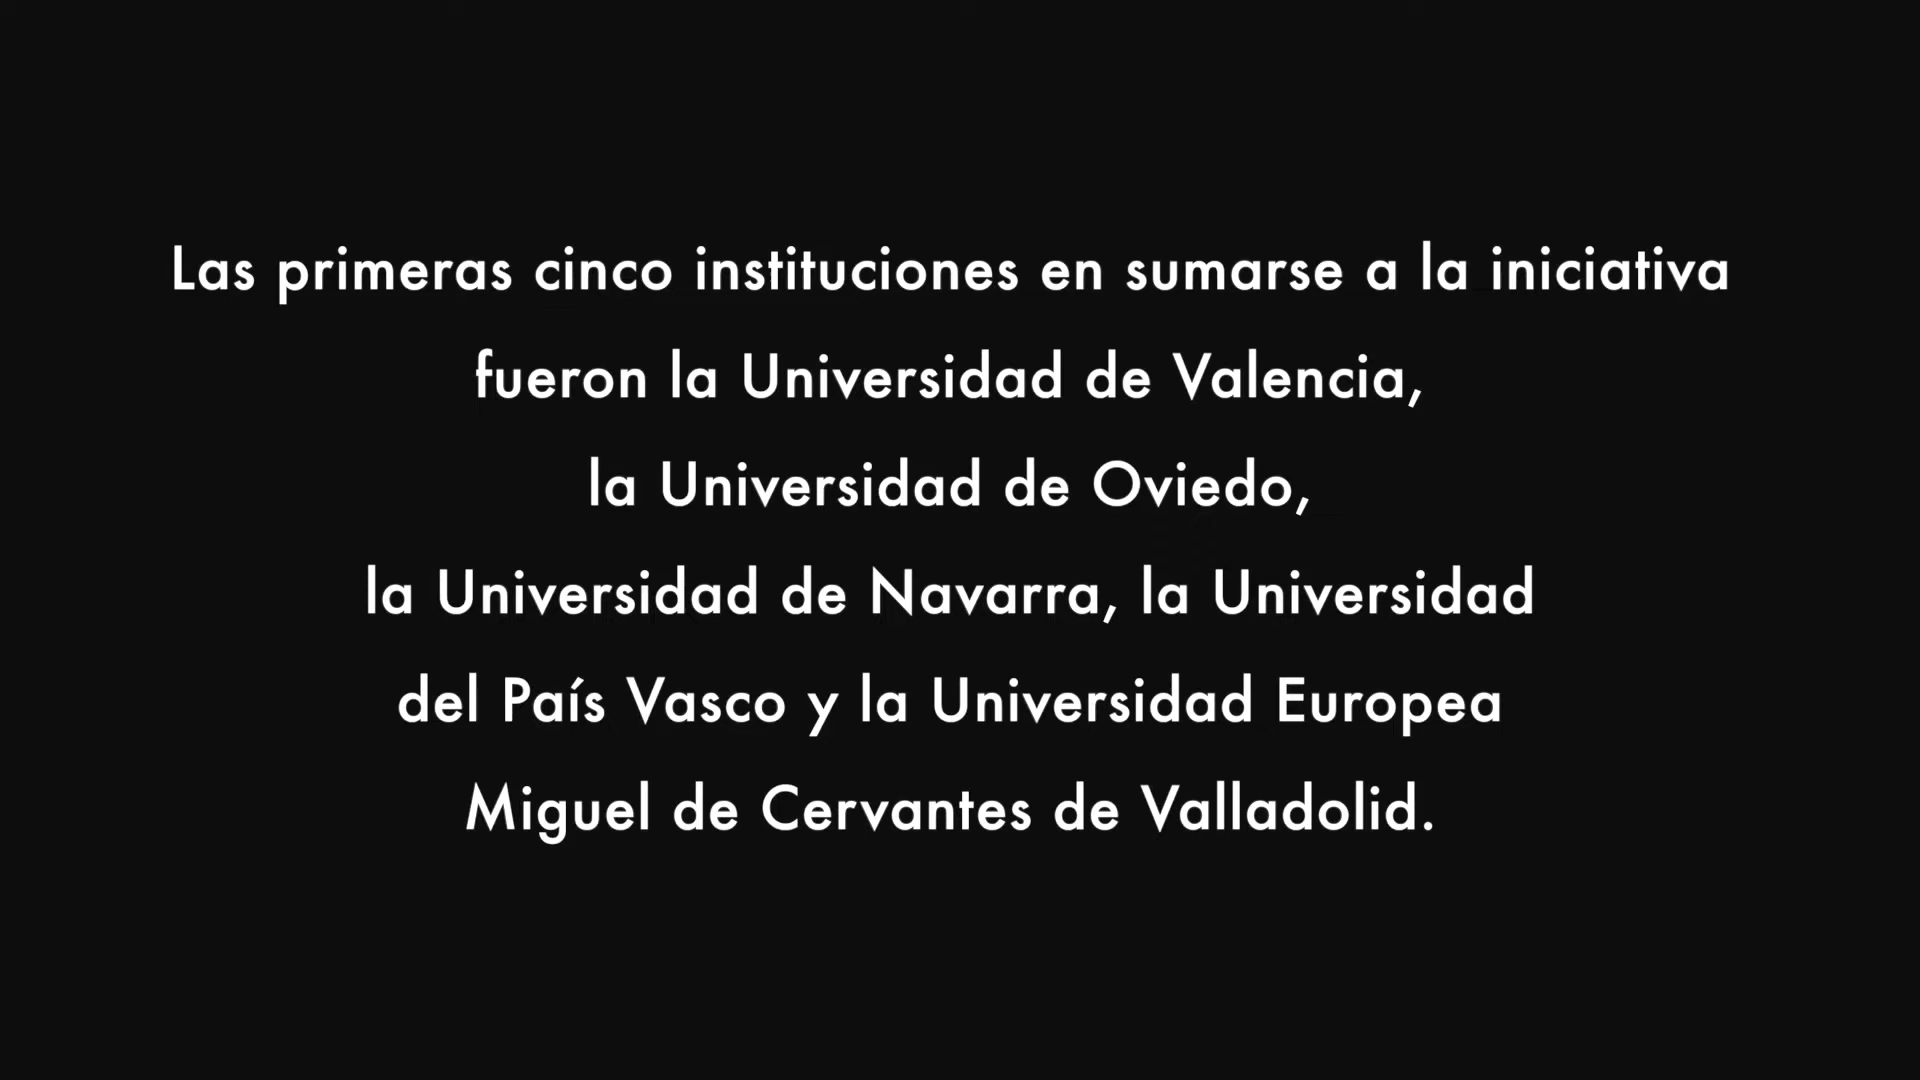 Las primeras cinco instituciones en sumarse a la iniciativa
fueron la Universidad de Valencia,
la Universidad de Oviedo,
la Universidad de Navarra, la Universidad
del País Vasco y la Universidad Europea
Miguel de Cervantes de Valladolid.